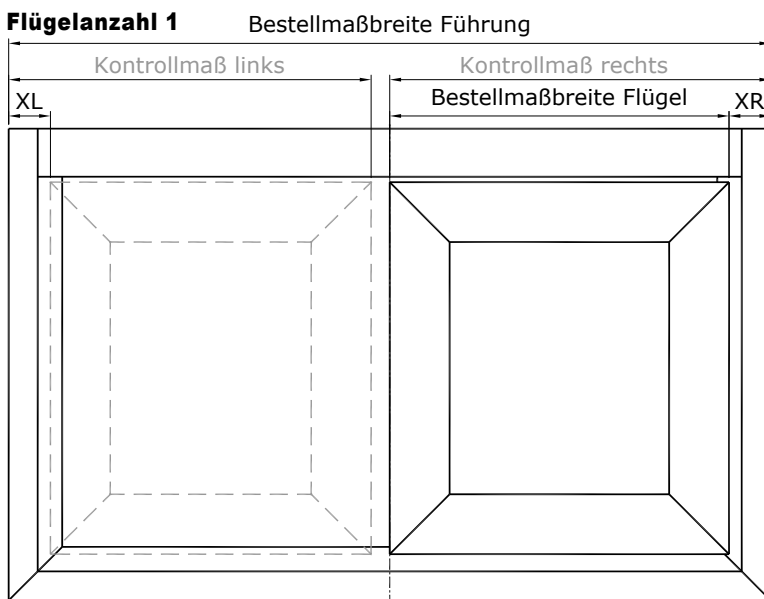 Flügelanzahl 1
Bestellmaßbreite Führung
Kontrollmaß links
Kontrollmaß rechts
XL
Bestellmaßbreite Flügel
XR